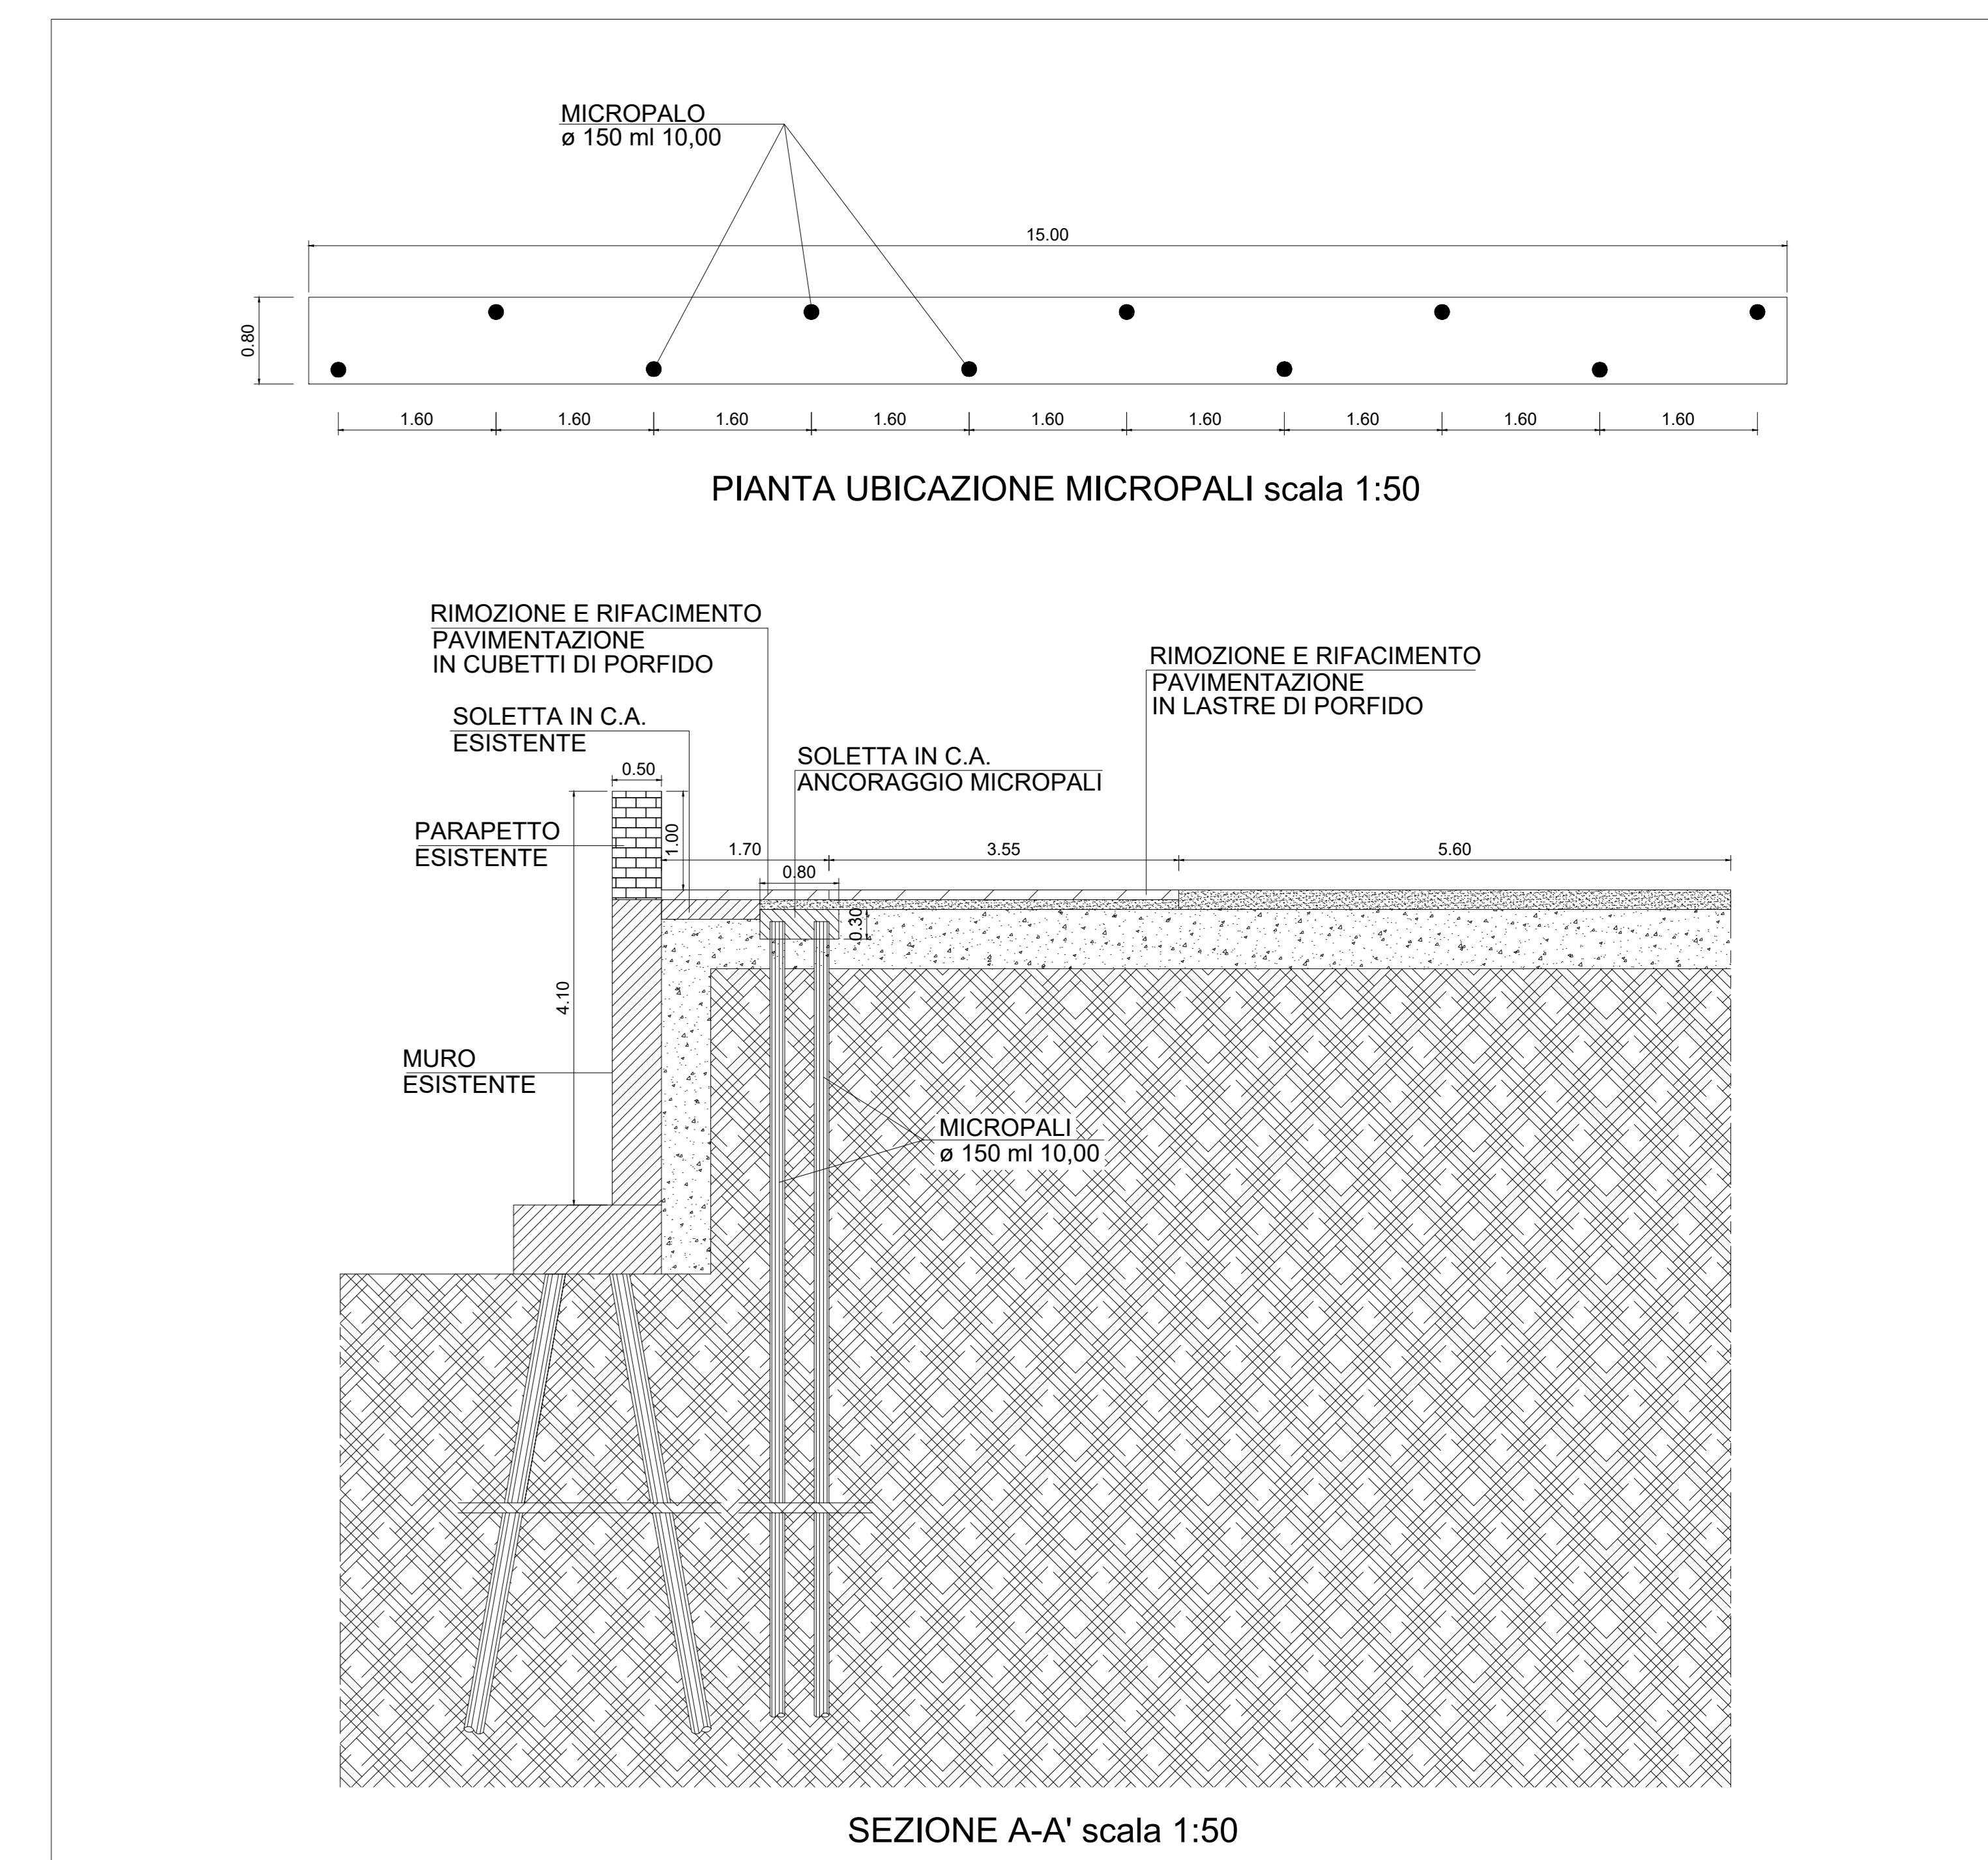 MICROPALO
ø 150 ml 10,00
15.00
0.80
1.60
1.60
1.60
1.60
1.60
1.60
1.60
1.60
1.60
PIANTA UBICAZIONE MICROPALI scala 1:50
RIMOZIONE E RIFACIMENTO
PAVIMENTAZIONE
IN CUBETTI DI PORFIDO
RIMOZIONE E RIFACIMENTO
PAVIMENTAZIONE
IN LASTRE DI PORFIDO
SOLETTA IN C.A.
ESISTENTE
SOLETTA IN C.A.
ANCORAGGIO MICROPALI
0.50
PARAPETTO
ESISTENTE
1.00
1.70
3.55
5.60
0.80
0.30
4.10
MURO
ESISTENTE
MICROPALI
ø 150 ml 10,00
SEZIONE A-A' scala 1:50